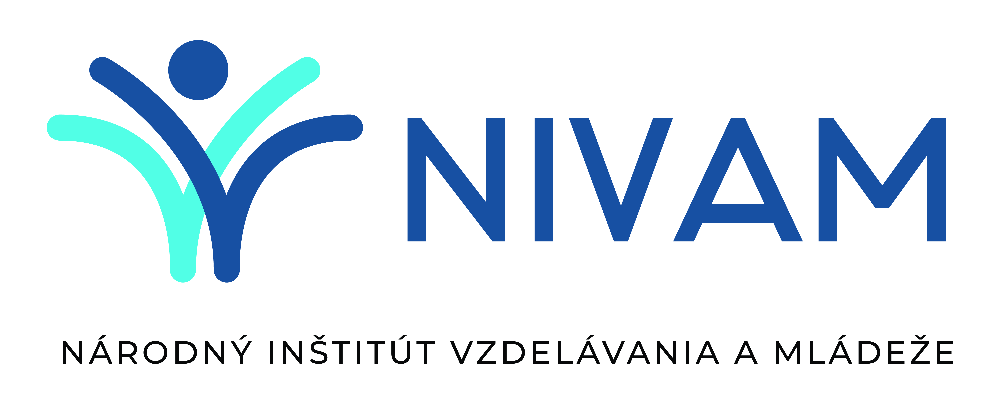 NIVAM
NÁRODNÝ INŠTITÚT VZDELÁVANIA A MLÁDEŽE